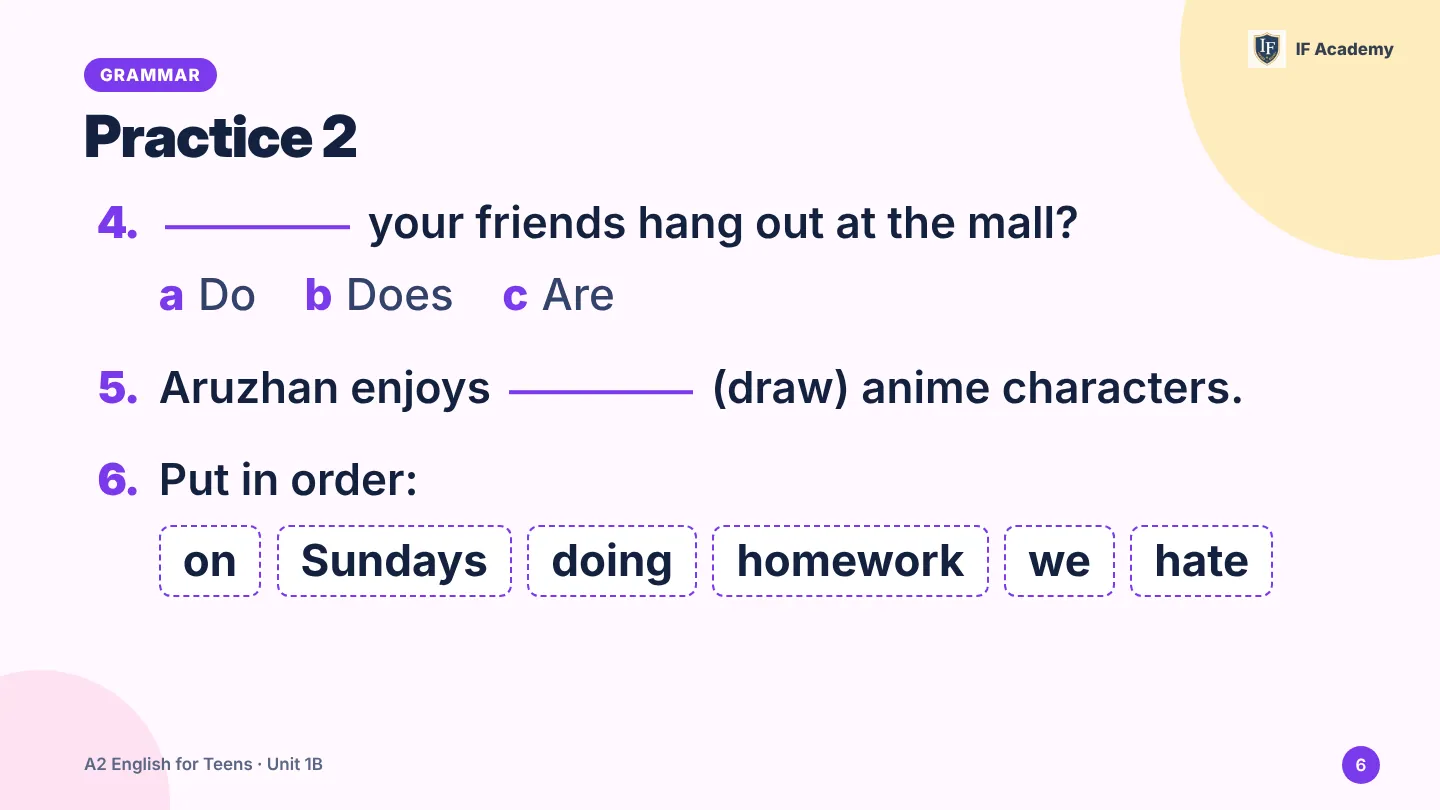 IF Academy
GRAMMAR
Practice 2
4. ________ your friends hang out at the mall?
a Do b Does c Are
5. Aruzhan enjoys ________ (draw) anime characters.
6. Put in order:
on Sundays doing homework we hate
A2 English for Teens · Unit 1B
6